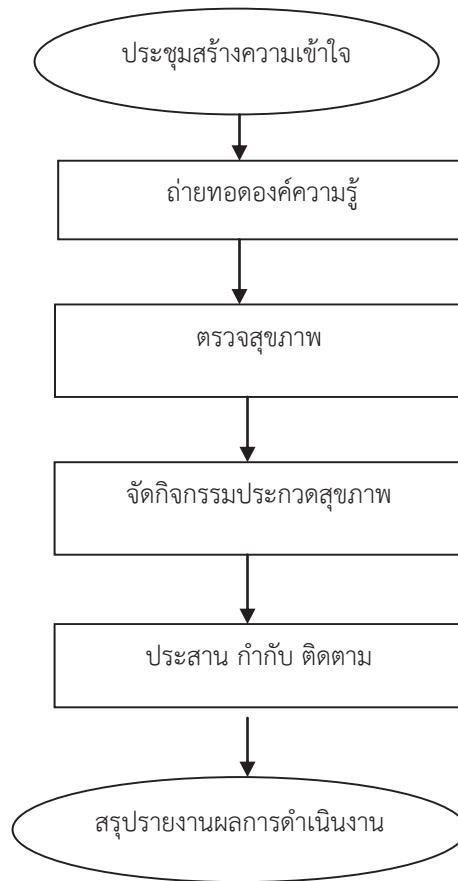 ประชุมสร้างความเข้าใจ
ถ่ายทอดองค์ความรู้
ตรวจสุขภาพ
จัดกิจกรรมประกวดสุขภาพ
ประสาน กำกับ ติดตาม
สรุปรายงานผลการดำเนินงาน